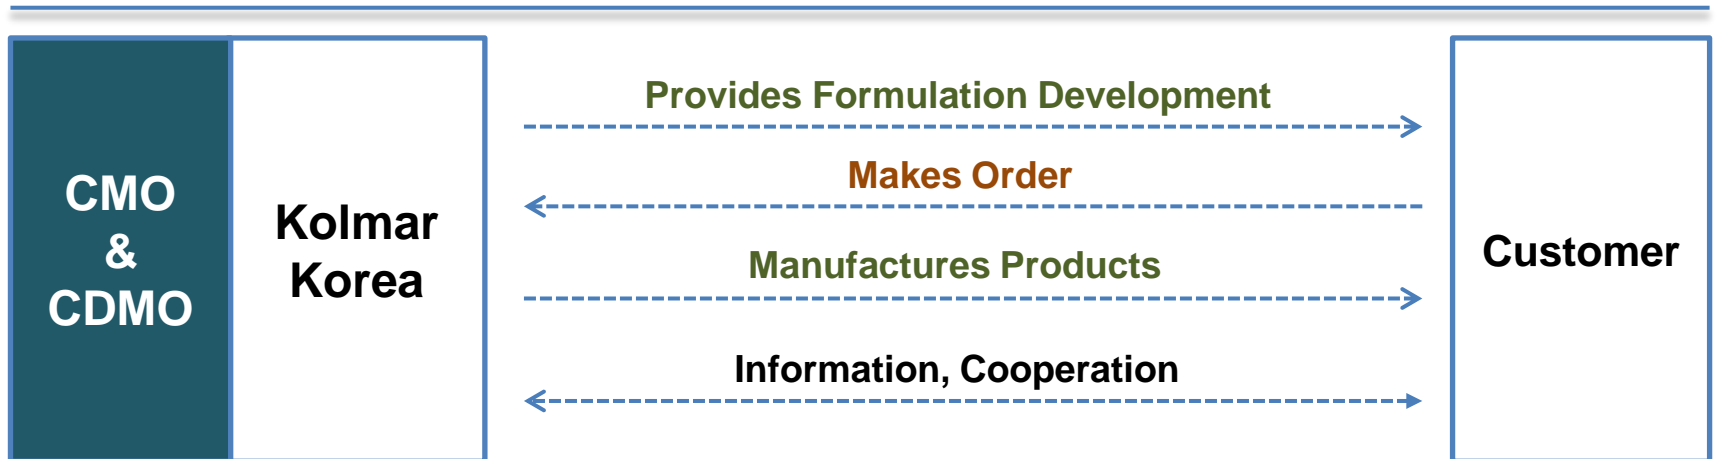 CMO
&
CDMO
Kolmar
Korea
Provides Formulation Development
Makes Order
Manufactures Products
Information, Cooperation
Customer